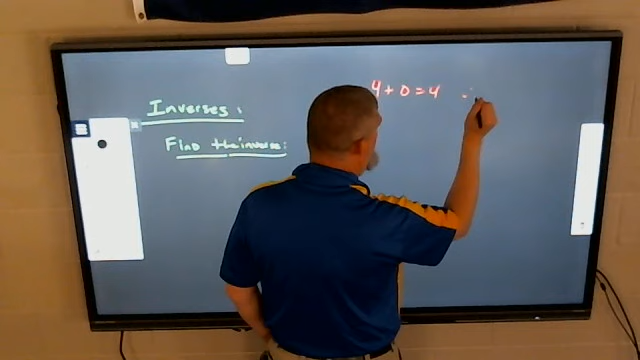 Inverses:
Find the inverse:
4 + 0 = 4